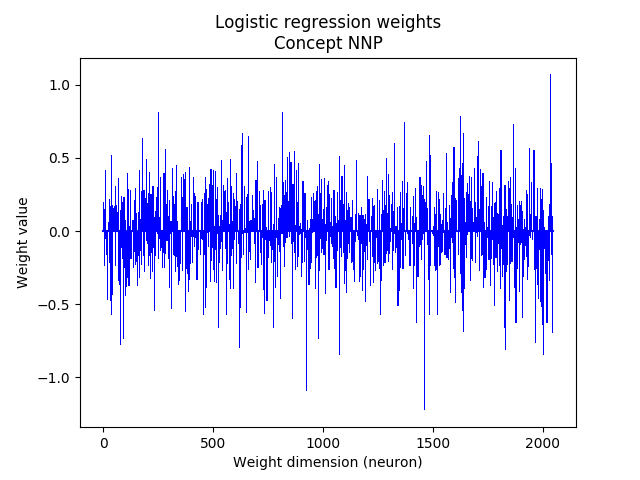 Logistic regression weights
Concept NNP
1.0
0.5
0.0
−0.5
−1.0
Weight value
0
500
1000
1500
2000
Weight dimension (neuron)